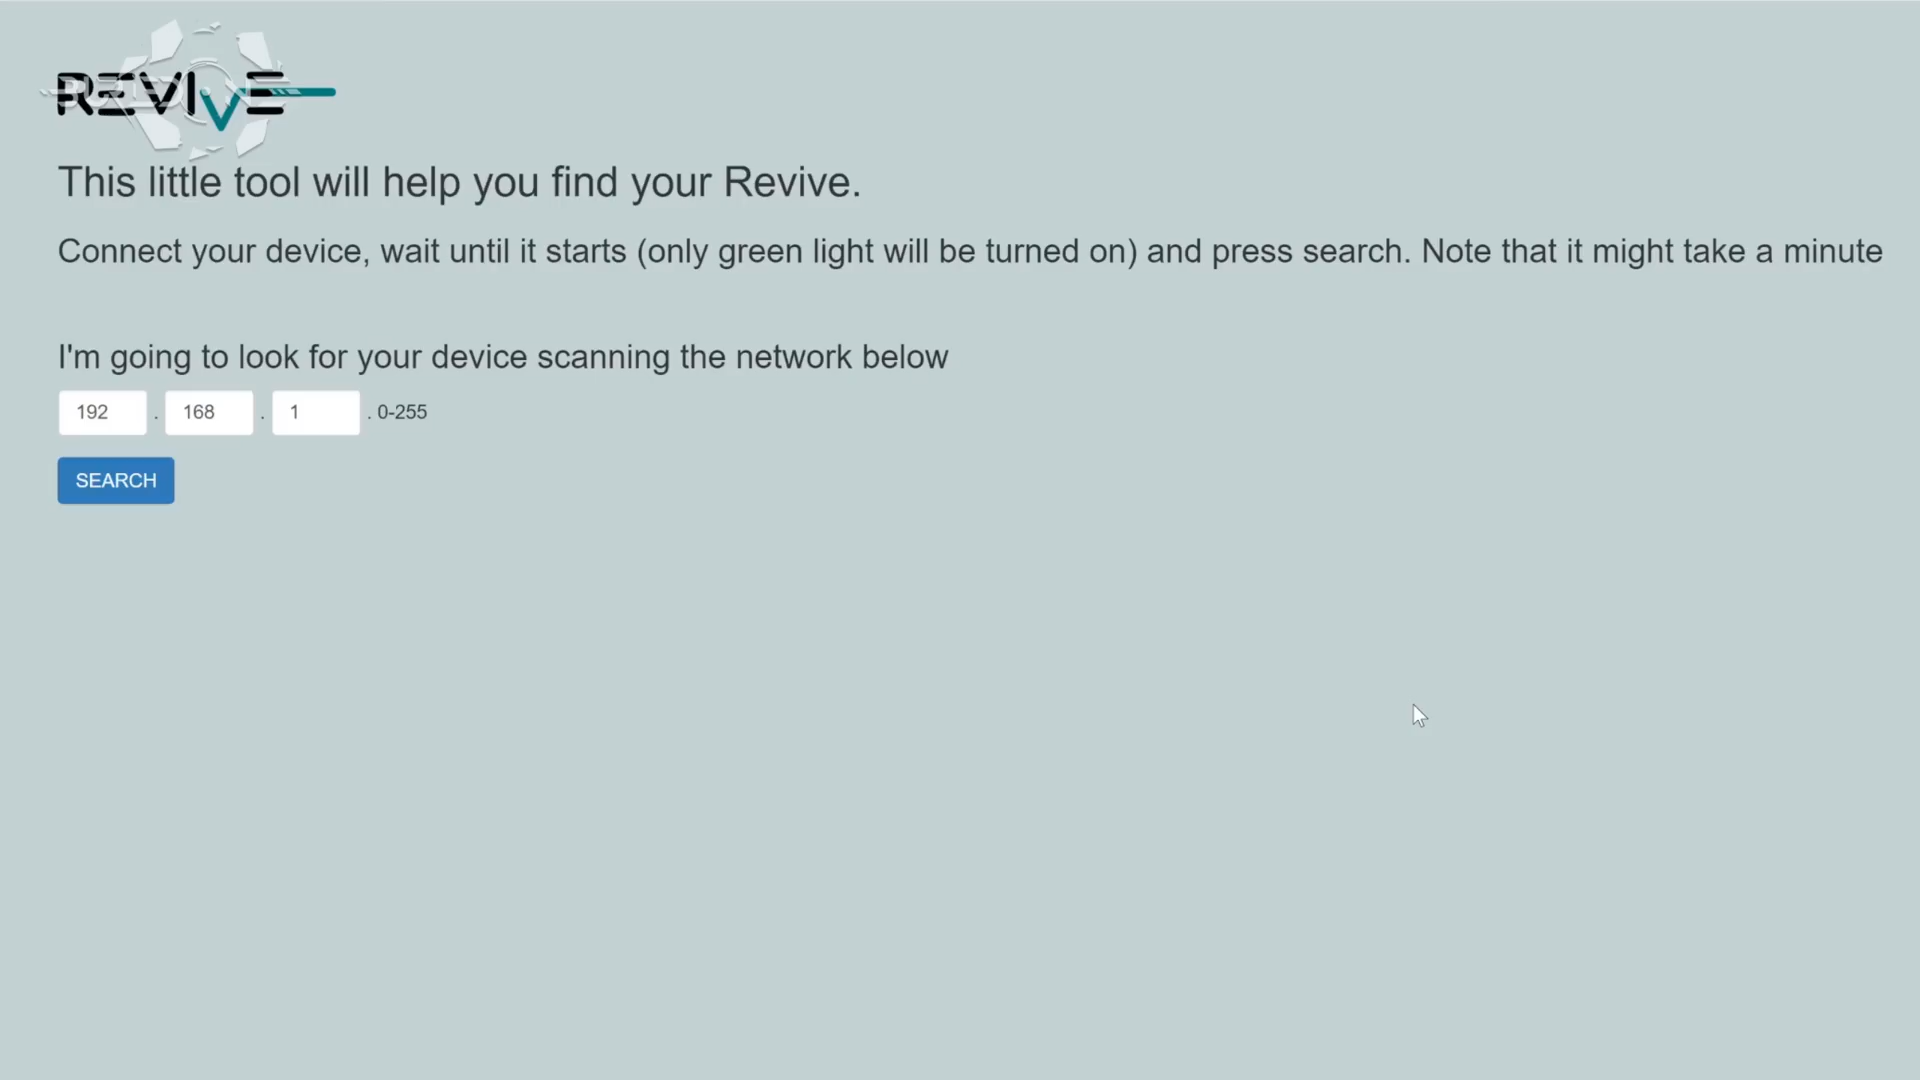 REVIVE
This little tool will help you find your Revive.
Connect your device, wait until it starts (only green light will be turned on) and press search. Note that it might take a minute
I'm going to look for your device scanning the network below
192 . 168 . 1 . 0-255
SEARCH